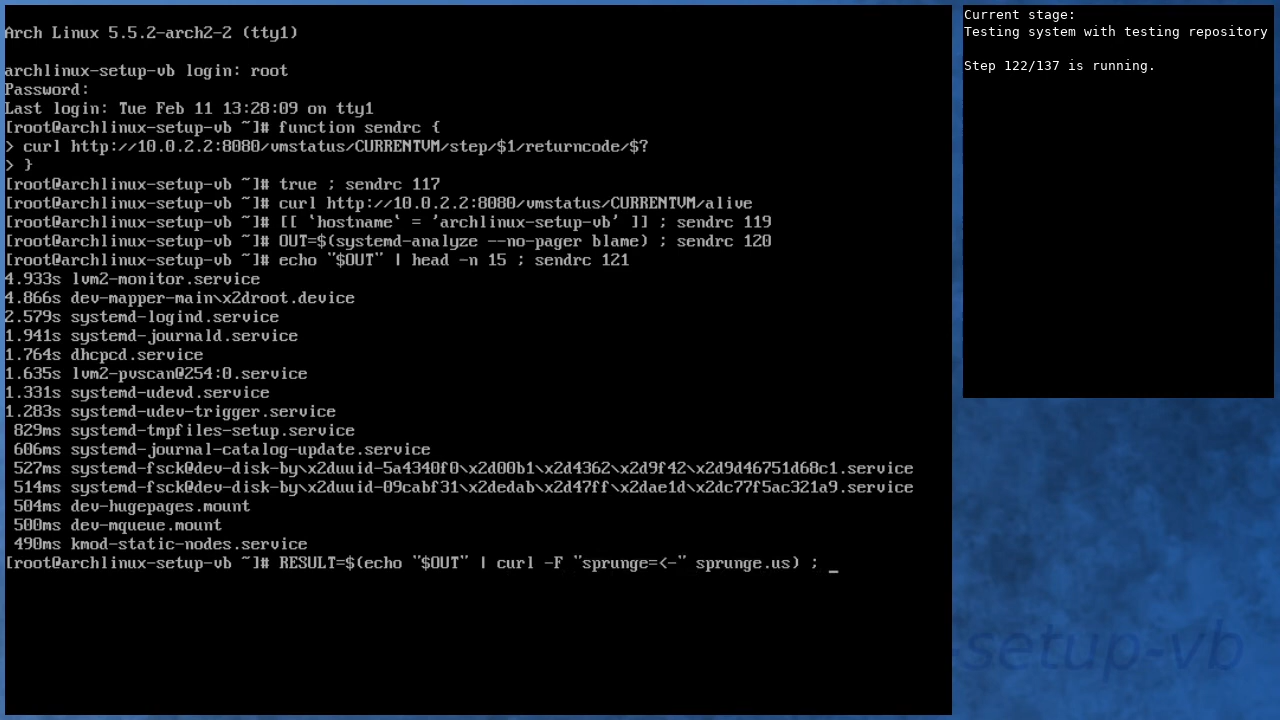 Arch Linux 5.5.2-arch2-2 (tty1)
archlinux-setup-vb login: root
Password:
Last login: Tue Feb 11 13:28:09 on tty1
[root@archlinux-setup-vb ~]# function sendrc {
> curl http://10.0.2.2:8080/vmstatus/CURRENTVM/step/$1/returncode/$?
> }
[root@archlinux-setup-vb ~]# true ; sendrc 117
[root@archlinux-setup-vb ~]# curl http://10.0.2.2:8080/vmstatus/CURRENTVM/alive
[root@archlinux-setup-vb ~]# [[ `hostname` = 'archlinux-setup-vb' ]] ; sendrc 119
[root@archlinux-setup-vb ~]# OUT=$(systemd-analyze --no-pager blame) ; sendrc 120
[root@archlinux-setup-vb ~]# echo "$OUT" | head -n 15 ; sendrc 121
4.933s lvm2-monitor.service
4.866s dev-mapper-main\x2droot.device
2.579s systemd-logind.service
1.941s systemd-journald.service
1.764s dhcpcd.service
1.635s lvm2-pvscan@254:0.service
1.331s systemd-udevd.service
1.283s systemd-udev-trigger.service
829ms systemd-tmpfiles-setup.service
606ms systemd-journal-catalog-update.service
527ms systemd-fsck@dev-disk-by\x2duuid-5a4340f0\x2d00b1\x2d4362\x2d9f42\x2d9d46751d68c1.service
514ms systemd-fsck@dev-disk-by\x2duuid-09cabf31\x2dedab\x2d47ff\x2dae1d\x2dc77f5ac321a9.service
504ms dev-hugepages.mount
500ms dev-mqueue.mount
490ms kmod-static-nodes.service
[root@archlinux-setup-vb ~]# RESULT=$(echo "$OUT" | curl -F "sprunge=<-" sprunge.us) ; _
Current stage:
Testing system with testing repository
Step 122/137 is running.
-setup-vb